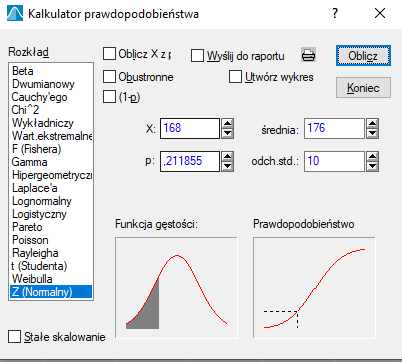 Kalkulator prawdopodobieństwa
Rozkład
Beta
Dwumianowy
Cauchy'ego
Chi^2
Wykładniczy
Wart.ekstremalne
F (Fishera)
Gamma
Hipergeometryczn
Laplace'a
Lognormalny
Logistyczny
Pareto
Poisson
Rayleigha
t (Studenta)
Weibulla
Z (Normalny)
Stałe skalowanie
Oblicz X z p
Wyślij do raportu
Oblicz
Obustronne
Utwórz wykres
Koniec
(1-p)
X: 168 średnia: 176
p: ,211855 odch.std.: 10
Funkcja gęstości: Prawdopodobieństwo